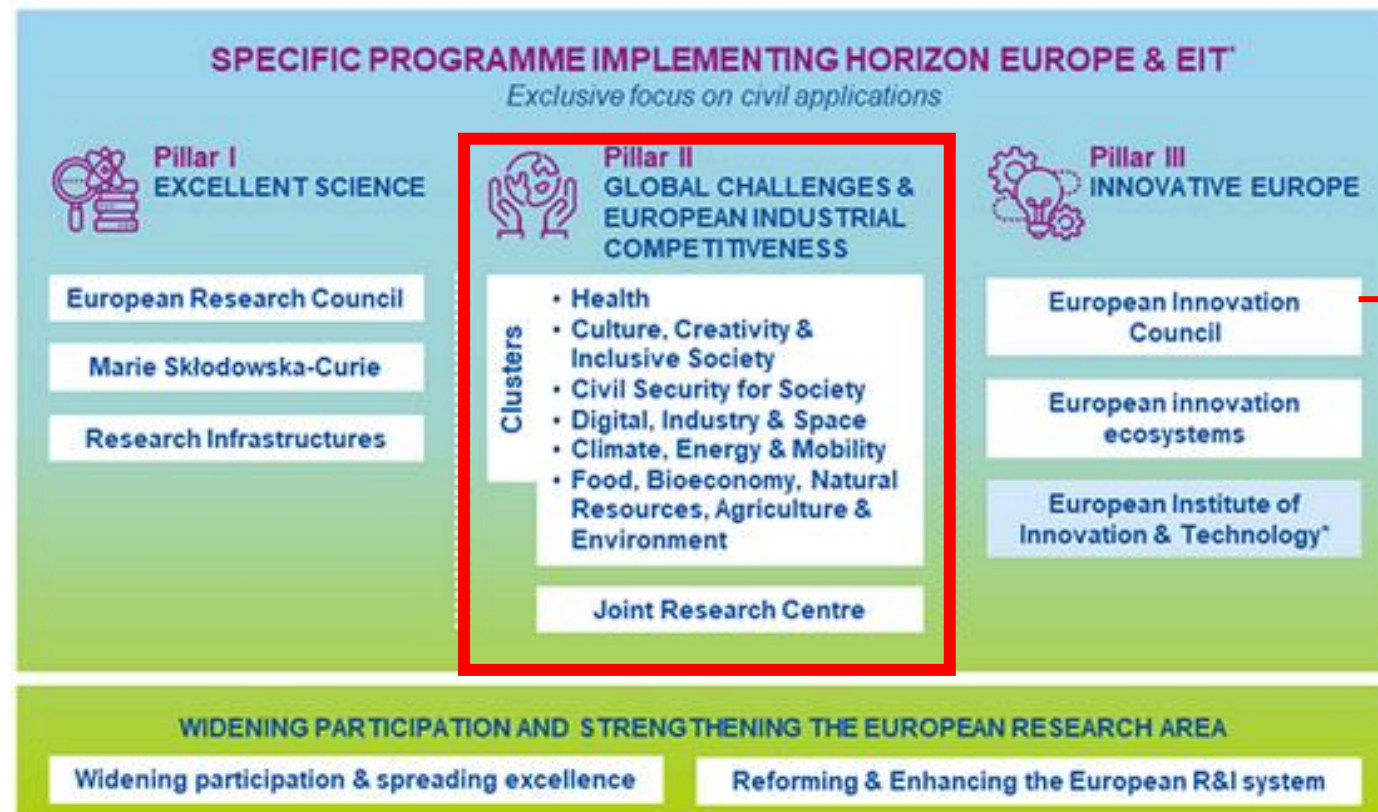 SPECIFIC PROGRAMME IMPLEMENTING HORIZON EUROPE & EIT*
Exclusive focus on civil applications
Pillar I
EXCELLENT SCIENCE
European Research Council
Marie Skłodowska-Curie
Research Infrastructures
Pillar II
GLOBAL CHALLENGES &
EUROPEAN INDUSTRIAL
COMPETITIVENESS
Clusters
• Health
• Culture, Creativity &
Inclusive Society
• Civil Security for Society
• Digital, Industry & Space
• Climate, Energy & Mobility
• Food, Bioeconomy, Natural
Resources, Agriculture &
Environment
Joint Research Centre
Pillar III
INNOVATIVE EUROPE
European Innovation
Council
European innovation
ecosystems
European Institute of
Innovation & Technology*
WIDENING PARTICIPATION AND STRENGTHENING THE EUROPEAN RESEARCH AREA
Widening participation & spreading excellence
Reforming & Enhancing the European R&I system